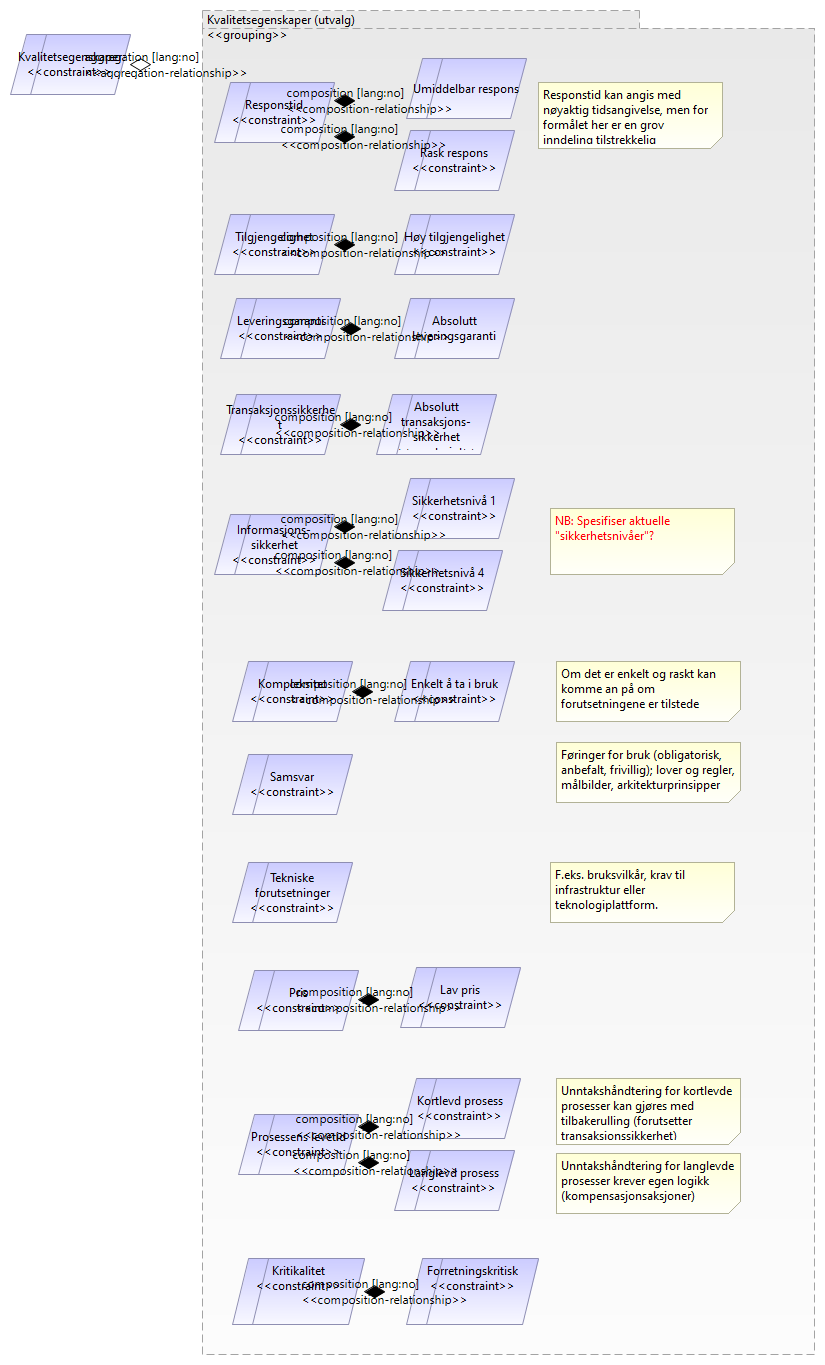 Kvalitetsegenskaper (utvalg)
<<grouping>>
Kvalitetsegenskaper
<<constraint>>
aggregation [lang:no]
<<aggregation-relationship>>
Responstid
<<constraint>>
composition [lang:no]
<<composition-relationship>>
composition [lang:no]
<<composition-relationship>>
Umiddelbar respons
Rask respons
<<constraint>>
Responstid kan angis med
nøyaktig tidsangivelse, men for
formålet her er en grov
inndeling tilstrekkelig
Tilgjengelighet
<<constraint>>
composition [lang:no]
<<composition-relationship>>
Høy tilgjengelighet
<<constraint>>
Leveringsgaranti
<<constraint>>
composition [lang:no]
<<composition-relationship>>
Absolutt
leveringsgaranti
Transaksjonssikkerhe
t
<<constraint>>
composition [lang:no]
<<composition-relationship>>
Absolutt
transaksjons-
sikkerhet
Informasjons-
sikkerhet
<<constraint>>
composition [lang:no]
<<composition-relationship>>
composition [lang:no]
<<composition-relationship>>
Sikkerhetsnivå 1
<<constraint>>
Sikkerhetsnivå 4
<<constraint>>
NB: Spesifiser aktuelle
"sikkerhetsnivåer"?
Kompleksitet
<<constraint>>
composition [lang:no]
<<composition-relationship>>
Enkelt å ta i bruk
<<constraint>>
Om det er enkelt og raskt kan
komme an på om
forutsetningene er tilstede
Samsvar
<<constraint>>
Føringer for bruk (obligatorisk,
anbefalt, frivillig); lover og regler,
målbilder, arkitekturprinsipper
Tekniske
forutsetninger
<<constraint>>
F.eks. bruksvilkår, krav til
infrastruktur eller
teknologiplattform.
Pris
<<constraint>>
composition [lang:no]
<<composition-relationship>>
Lav pris
<<constraint>>
Prosessens levetid
<<constraint>>
composition [lang:no]
<<composition-relationship>>
composition [lang:no]
<<composition-relationship>>
Kortlevd prosess
<<constraint>>
Langlevd prosess
<<constraint>>
Unntakshåndtering for kortlevde
prosesser kan gjøres med
tilbakerulling (forutsetter
transaksjonssikkerhet)
Unntakshåndtering for langlevde
prosesser krever egen logikk
(kompensasjonsaksjoner)
Kritikalitet
<<constraint>>
composition [lang:no]
<<composition-relationship>>
Forretningskritisk
<<constraint>>